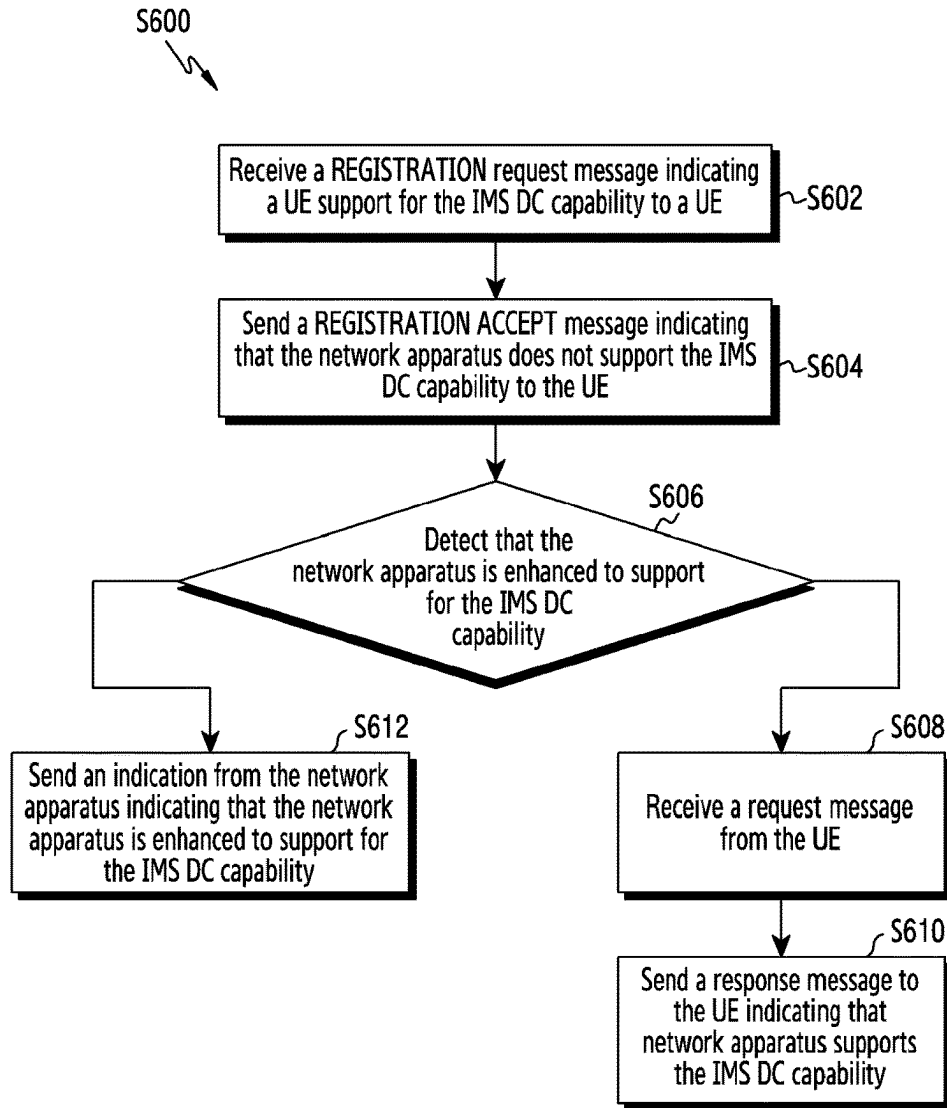 S600
Receive a REGISTRATION request message indicating
a UE support for the IMS DC capability to a UE
S602
Send a REGISTRATION ACCEPT message indicating
that the network apparatus does not support the IMS
DC capability to the UE
S604
S606
Detect that the
network apparatus is enhanced to support
for the IMS DC
capability
S612
Send an indication from the network
apparatus indicating that the network
apparatus is enhanced to support for
the IMS DC capability
S608
Receive a request message
from the UE
S610
Send a response message to
the UE indicating that
network apparatus supports
the IMS DC capability